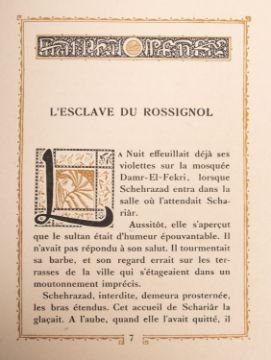 L'ESCLAVE DU ROSSIGNOL
LA Nuit effeuillait déjà ses
violettes sur la mosquée
Damr-El-Fekri, lorsque
Schehrazad entra dans la
salle où l'attendait Scha-
riâr.
Aussitôt, elle s'aperçut
que le sultan était d'humeur épouvantable. Il
n'avait pas répondu à son salut. Il tourmentait
sa barbe, et son regard errait sur les ter-
rasses de la ville qui s'étageaient dans un
moutonnement imprécis.
Schehrazad, interdite, demeura prosternée,
les bras étendus. Cet accueil de Schariâr la
glaçait. A l'aube, quand elle l'avait quitté, il
7